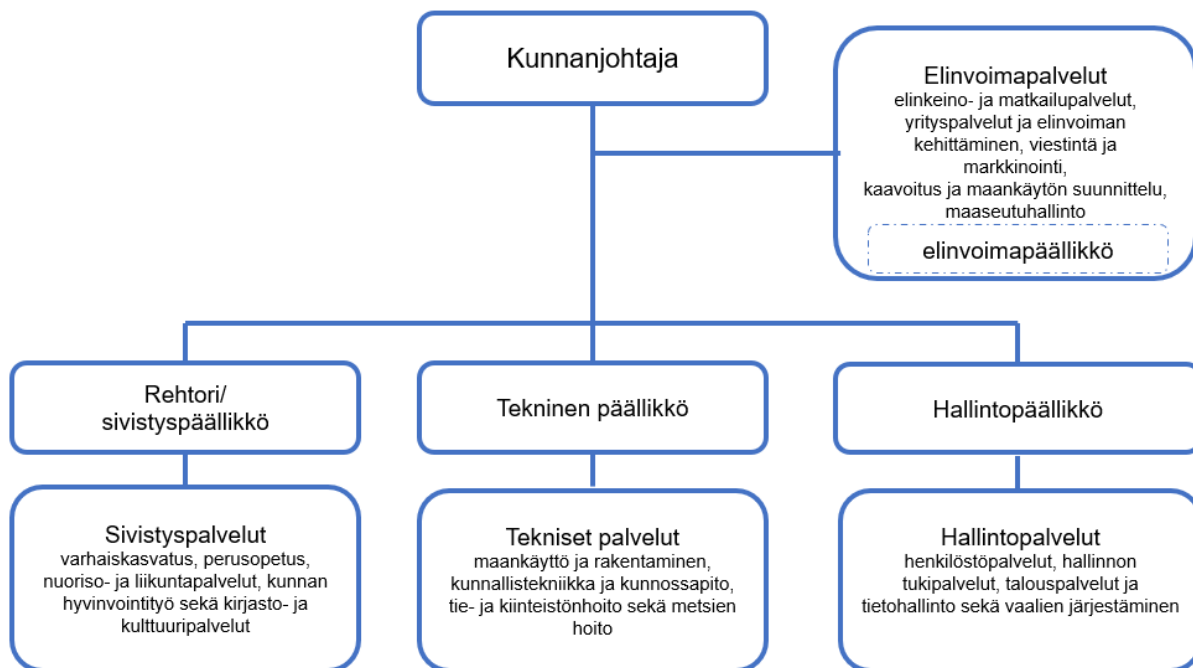 Kunnanjohtaja
Elinvoimapalvelut
elinkeino- ja matkailupalvelut,
yrityspalvelut ja elinvoiman
kehittäminen, viestintä ja
markkinointi,
kaavoitus ja maankäytön suunnittelu,
maaseutuhallinto
elinvoimapäällikkö
Rehtori/
sivistyspäällikkö
Tekninen päällikkö
Hallintopäällikkö
Sivistyspalvelut
varhaiskasvatus, perusopetus,
nuoriso- ja liikuntapalvelut, kunnan
hyvinvointityö sekä kirjasto- ja
kulttuuripalvelut
Tekniset palvelut
maankäyttö ja rakentaminen,
kunnallistekniikka ja kunnossapito,
tie- ja kiinteistönhoito sekä metsien
hoito
Hallintopalvelut
henkilöstöpalvelut, hallinnon
tukipalvelut, talouspalvelut ja
tietohallinto sekä vaalien järjestäminen